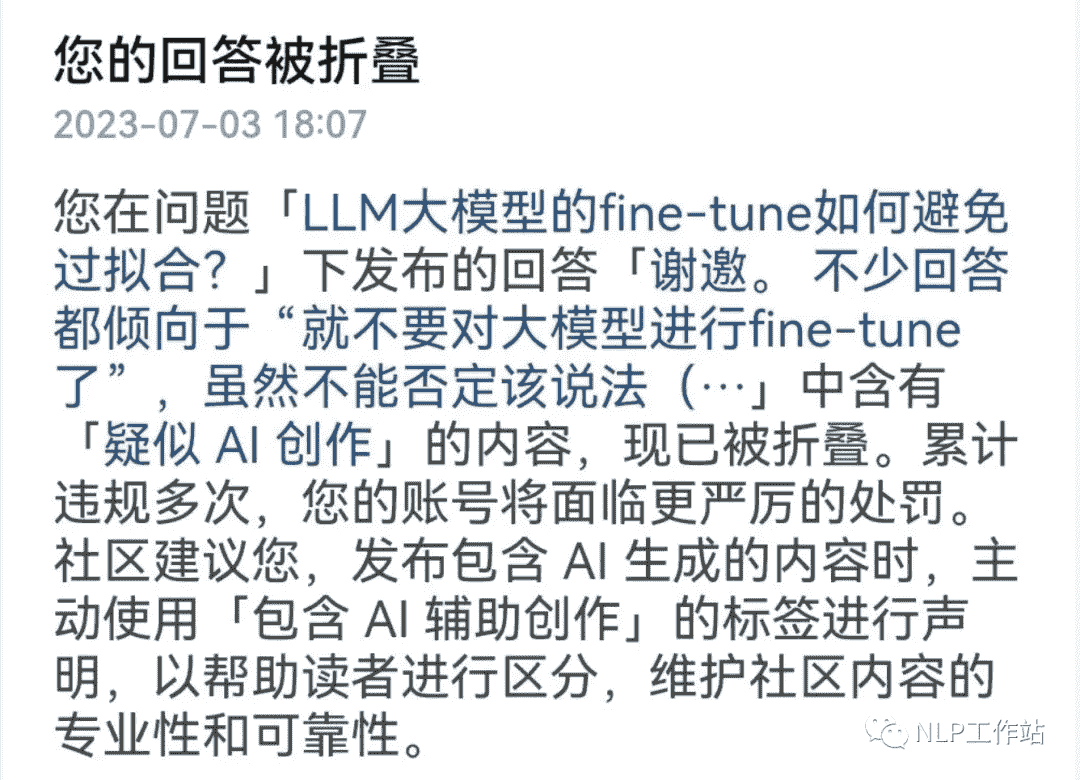 您的回答被折叠
2023-07-03 18:07
您在问题「LLM大模型的fine-tune如何避免
过拟合？」下发布的回答「谢邀。 不少回答
都倾向于“就不要对大模型进行fine-tune
了”，虽然不能否定该说法（…」中含有
「疑似 AI 创作」的内容，现已被折叠。累计
违规多次，您的账号将面临更严厉的处罚。
社区建议您，发布包含 AI 生成的内容时，主
动使用「包含 AI 辅助创作」的标签进行声
明，以帮助读者进行区分，维护社区内容的
专业性和可靠性。
NLP工作站